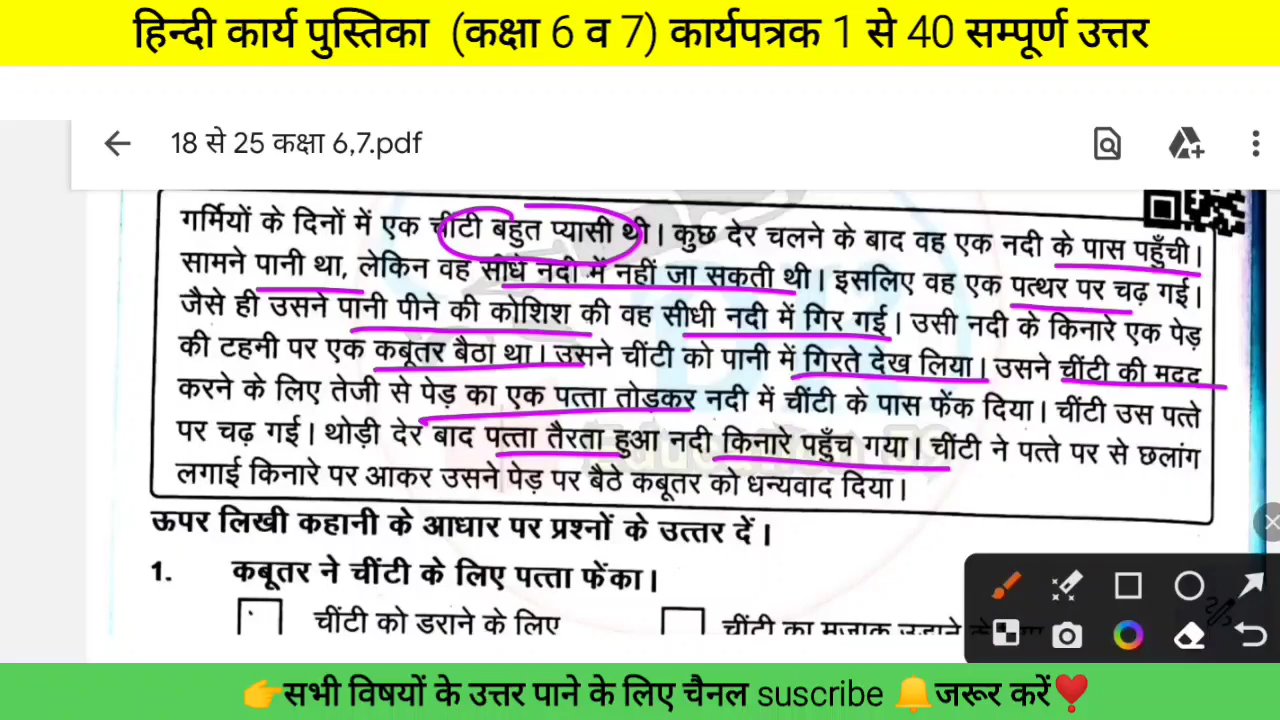 हिन्दी कार्य पुस्तिका (कक्षा 6 व 7) कार्यपत्रक 1 से 40 सम्पूर्ण उत्तर
18 से 25 कक्षा 6,7.pdf
गर्मियों के दिनों में एक चींटी बहुत प्यासी थी। कुछ देर चलने के बाद वह एक नदी के पास पहुँची।
सामने पानी था, लेकिन वह सीधे नदी में नहीं जा सकती थी। इसलिए वह एक पत्थर पर चढ़ गई।
जैसे ही उसने पानी पीने की कोशिश की वह सीधी नदी में गिर गई। उसी नदी के किनारे एक पेड़
की टहनी पर एक कबूतर बैठा था। उसने चींटी को पानी में गिरते देख लिया। उसने चींटी की मदद
करने के लिए तेजी से पेड़ का एक पत्ता तोड़कर नदी में चींटी के पास फेंक दिया। चींटी उस पत्ते
पर चढ़ गई। थोड़ी देर बाद पत्ता तैरता हुआ नदी किनारे पहुँच गया। चींटी ने पत्ते पर से छलांग
लगाई किनारे पर आकर उसने पेड़ पर बैठे कबूतर को धन्यवाद दिया।
ऊपर लिखी कहानी के आधार पर प्रश्नों के उत्तर दें।
1. कबूतर ने चींटी के लिए पत्ता फेंका।
चींटी को डराने के लिए चींटी का मजाक उड़ाने
👉सभी विषयों के उत्तर पाने के लिए चैनल suscribe 🔔जरूर करें❣️